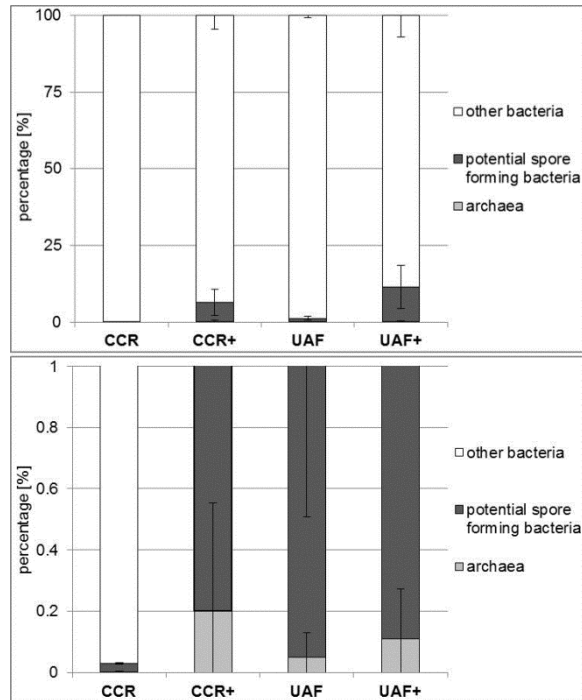 percentage [%]
100
75
50
25
0
CCR
CCR+
UAF
UAF+
other bacteria
potential spore
forming bacteria
archaea
percentage [%]
1
0.8
0.6
0.4
0.2
0
CCR
CCR+
UAF
UAF+
other bacteria
potential spore
forming bacteria
archaea